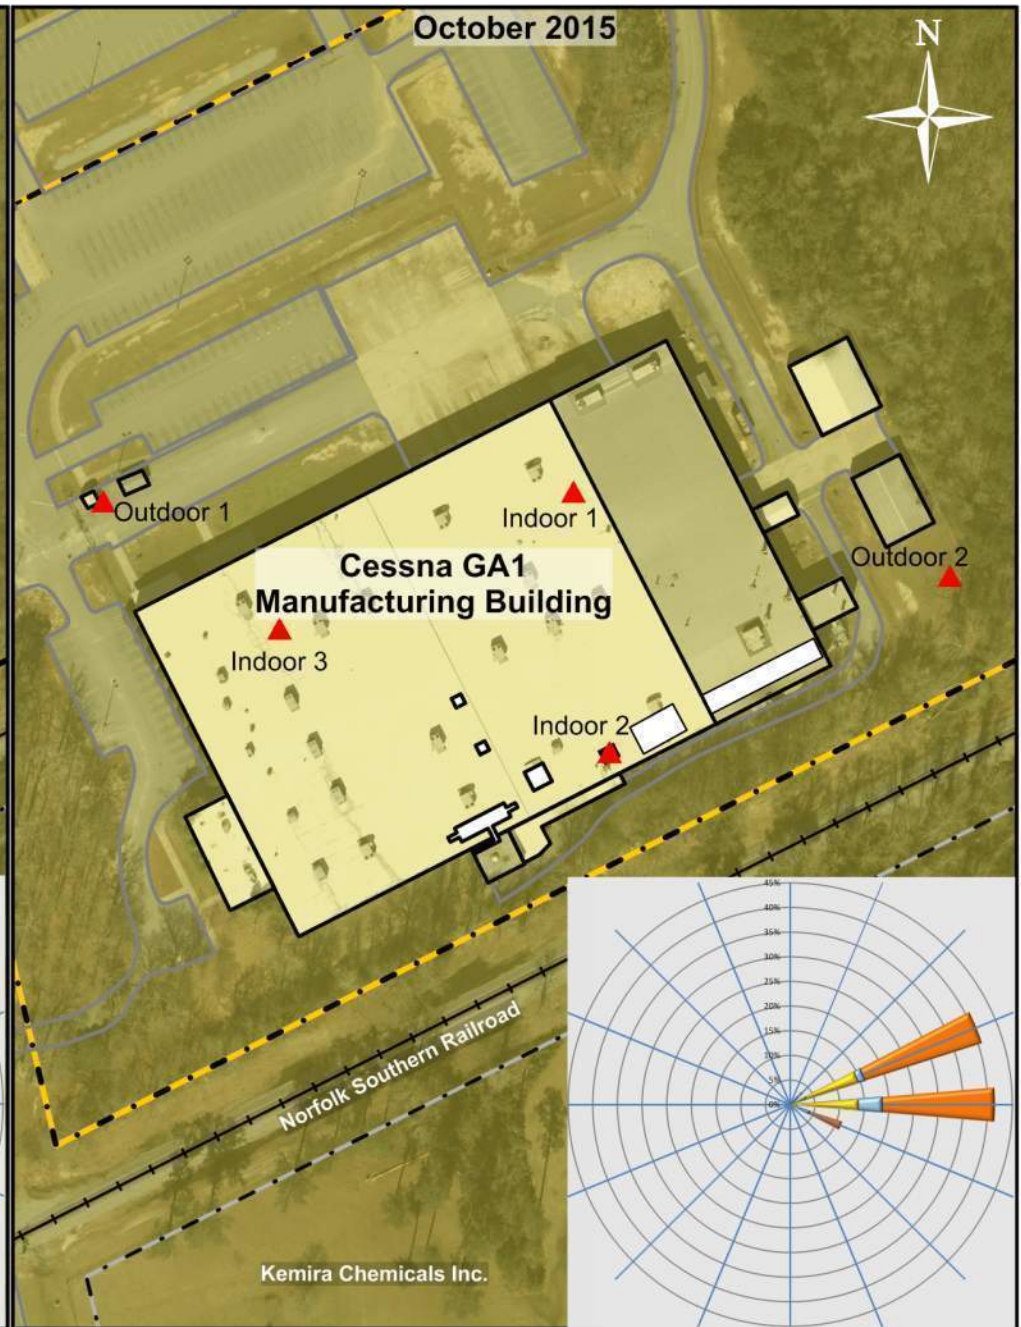 October 2015
N
Outdoor 1
Indoor 1
Cessna GA1
Manufacturing Building
Outdoor 2
Indoor 3
Indoor 2
Norfolk Southern Railroad
Kemira Chemicals Inc.
45%
40%
35%
30%
25%
20%
15%
10%
5%
0%